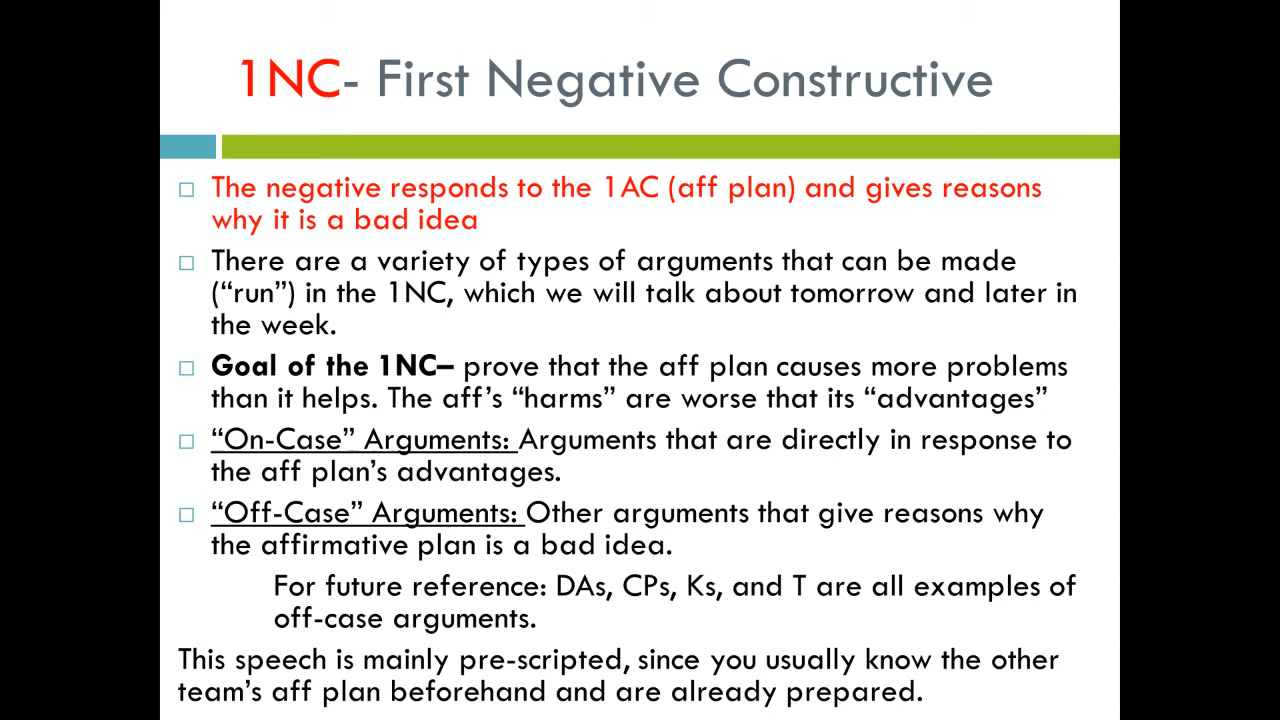 1NC- First Negative Constructive
The negative responds to the 1AC (aff plan) and gives reasons
why it is a bad idea
There are a variety of types of arguments that can be made
(“run”) in the 1NC, which we will talk about tomorrow and later in
the week.
Goal of the 1NC– prove that the aff plan causes more problems
than it helps. The aff’s “harms” are worse that its “advantages”
“On-Case” Arguments: Arguments that are directly in response to
the aff plan’s advantages.
“Off-Case” Arguments: Other arguments that give reasons why
the affirmative plan is a bad idea.
For future reference: DAs, CPs, Ks, and T are all examples of
off-case arguments.
This speech is mainly pre-scripted, since you usually know the other
team’s aff plan beforehand and are already prepared.